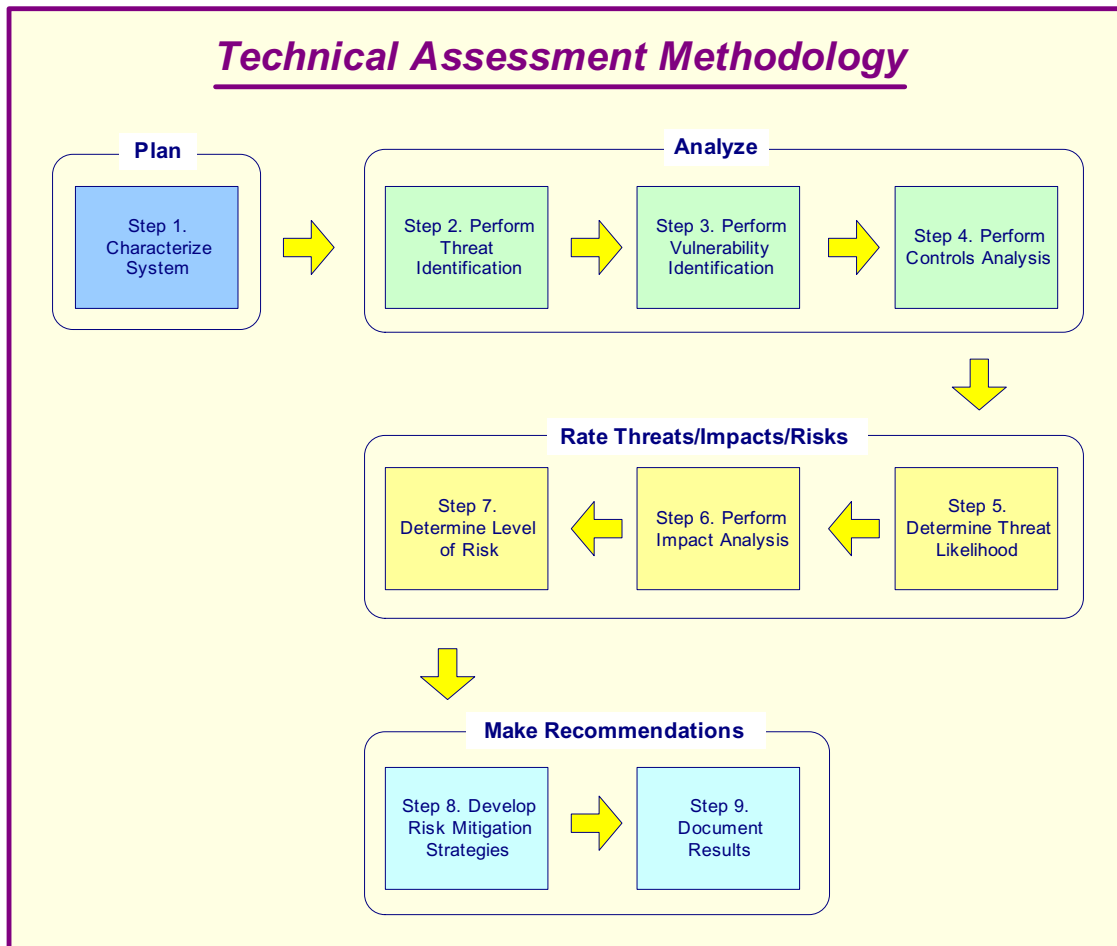 Technical Assessment Methodology
Plan
Step 1.
Characterize
System
Analyze
Step 2. Perform
Threat
Identification
Step 3. Perform
Vulnerability
Identification
Step 4. Perform
Controls Analysis
Rate Threats/Impacts/Risks
Step 5.
Determine Threat
Likelihood
Step 6. Perform
Impact Analysis
Step 7.
Determine Level
of Risk
Make Recommendations
Step 8. Develop
Risk Mitigation
Strategies
Step 9.
Document
Results